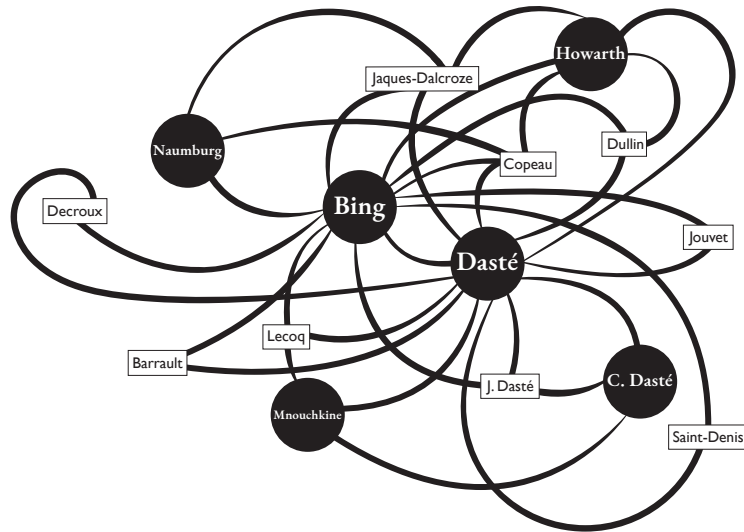 Howarth
Jaques-Dalcroze
Naumburg
Dullin
Copeau
Bing
Decroux
Jouvet
Dasté
Lecoq
Barrault
J. Dasté
C. Dasté
Mnouchkine
Saint-Denis